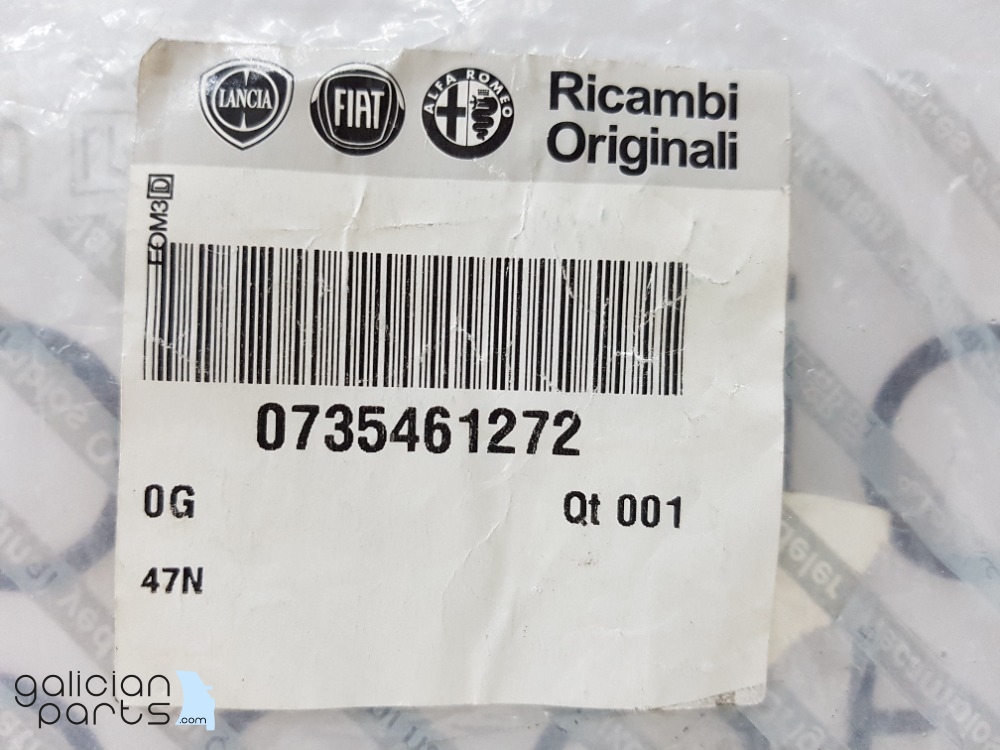 LANCIA
FIAT
ALFA ROMEO
Ricambi
Originali
EOM3D
0735461272
0G
Qt 001
47N
galician
parts.com